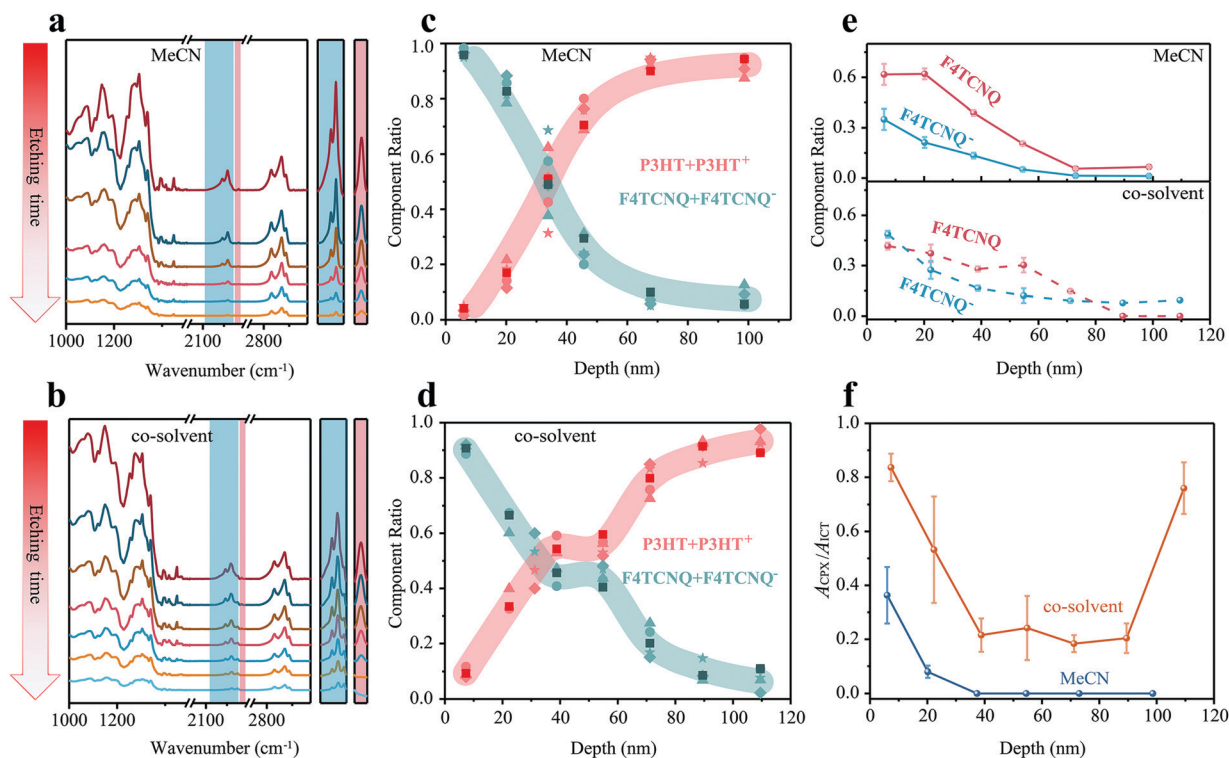 a
MeCN
Etching time
1000 1200 2100 2800
Wavenumber (cm⁻¹)
c
MeCN
Component Ratio
1.0
0.8
0.6
0.4
0.2
0.0
P3HT+P3HT⁺
F4TCNQ+F4TCNQ⁻
0 20 40 60 80 100
Depth (nm)
e
MeCN
Component Ratio
0.6
0.3
0.0
F4TCNQ
F4TCNQ⁻
co-solvent
0.6
0.3
0.0
F4TCNQ
F4TCNQ⁻
0 20 40 60 80 100 120
Depth (nm)
b
co-solvent
Etching time
1000 1200 2100 2800
Wavenumber (cm⁻¹)
d
co-solvent
Component Ratio
1.0
0.8
0.6
0.4
0.2
0.0
P3HT+P3HT⁺
F4TCNQ+F4TCNQ⁻
0 20 40 60 80 100 120
Depth (nm)
f
ACPX/AICT
1.0
0.8
0.6
0.4
0.2
0.0
co-solvent
MeCN
0 20 40 60 80 100 120
Depth (nm)